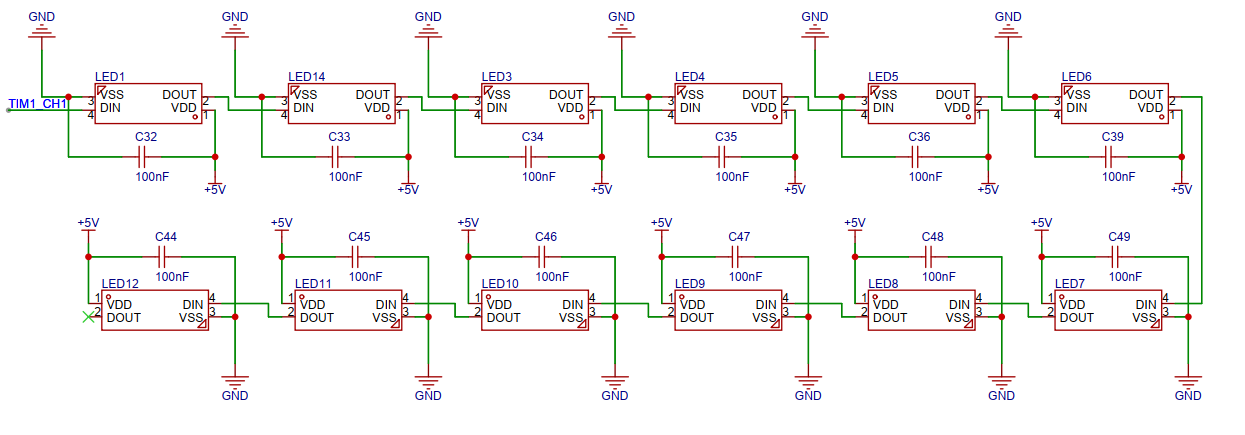 GND GND GND GND GND GND
LED1 LED14 LED3 LED4 LED5 LED6
TIM1_CH1
3 VSS DOUT 2 3 VSS DOUT 2 3 VSS DOUT 2 3 VSS DOUT 2 3 VSS DOUT 2 3 VSS DOUT 2
4 DIN VDD 1 4 DIN VDD 1 4 DIN VDD 1 4 DIN VDD 1 4 DIN VDD 1 4 DIN VDD 1
C32 C33 C34 C35 C36 C39
100nF 100nF 100nF 100nF 100nF 100nF
+5V +5V +5V +5V +5V +5V
+5V +5V +5V +5V +5V +5V
C44 C45 C46 C47 C48 C49
100nF 100nF 100nF 100nF 100nF 100nF
LED12 LED11 LED10 LED9 LED8 LED7
1 VDD DIN 4 1 VDD DIN 4 1 VDD DIN 4 1 VDD DIN 4 1 VDD DIN 4 1 VDD DIN 4
2 DOUT VSS 3 2 DOUT VSS 3 2 DOUT VSS 3 2 DOUT VSS 3 2 DOUT VSS 3 2 DOUT VSS 3
GND GND GND GND GND GND